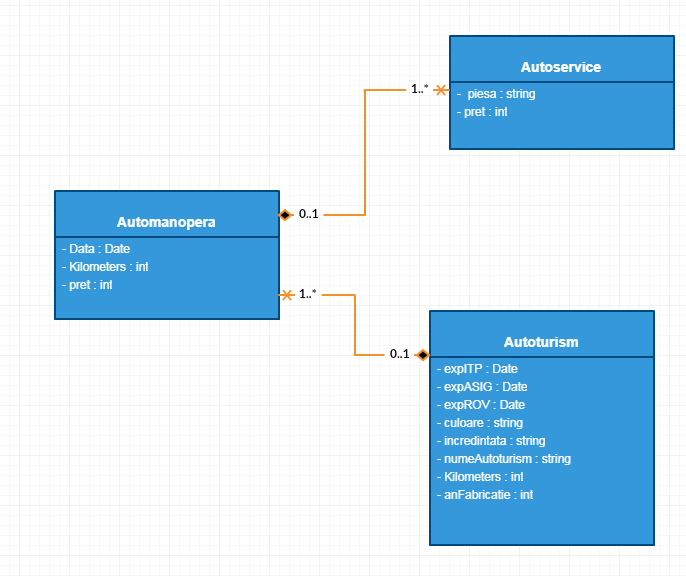 Autoservice
- piesa : string
- pret : int
1..*
0..1
Automanopera
- Data : Date
- Kilometers : int
- pret : int
1..*
0..1
Autoturism
- expITP : Date
- expASIG : Date
- expROV : Date
- culoare : string
- incredintata : string
- numeAutoturism : string
- Kilometers : int
- anFabricatie : int